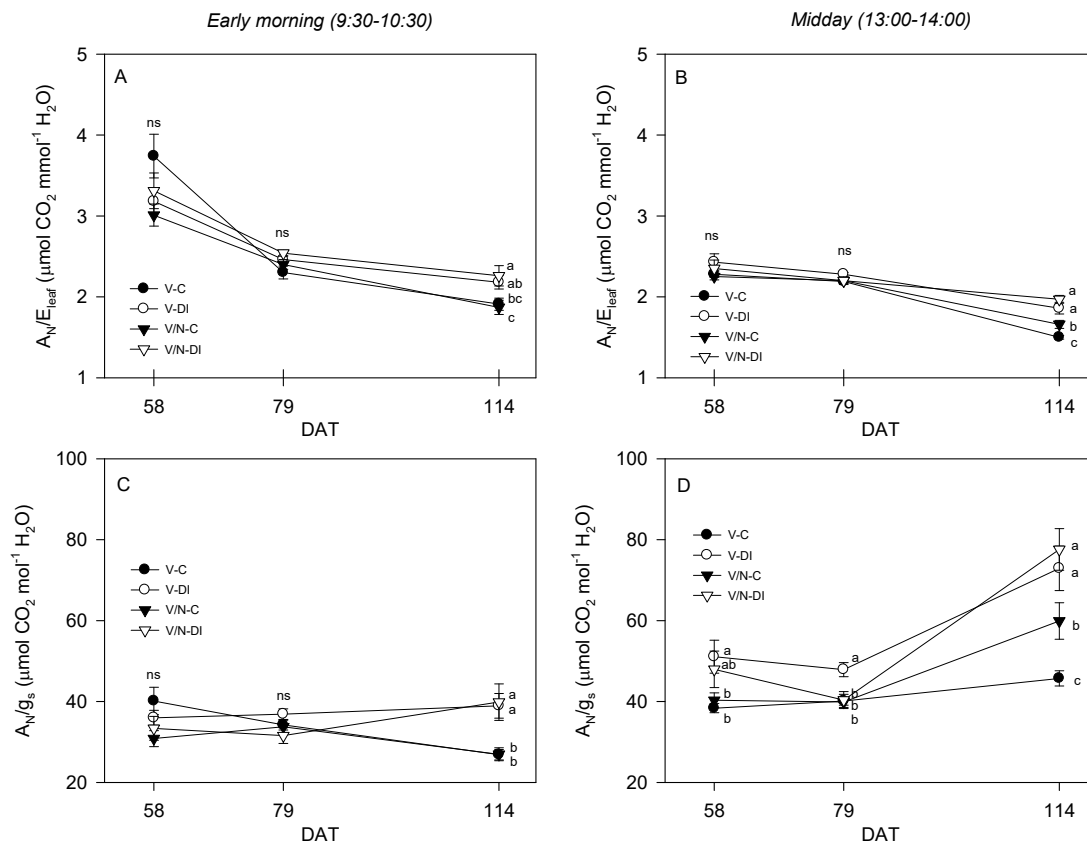 Early morning (9:30-10:30)
Midday (13:00-14:00)
A
A_N/E_leaf (μmol CO₂ mmol⁻¹ H₂O)
5
4
3
2
1
ns
ns
a
ab
bc
c
V-C
V-DI
V/N-C
V/N-DI
58 79 114
DAT
B
A_N/E_leaf (μmol CO₂ mmol⁻¹ H₂O)
5
4
3
2
1
ns
ns
a
a
b
c
V-C
V-DI
V/N-C
V/N-DI
58 79 114
DAT
C
A_N/g_s (μmol CO₂ mol⁻¹ H₂O)
100
80
60
40
20
V-C
V-DI
V/N-C
V/N-DI
ns
ns
a
a
b
b
58 79 114
DAT
D
A_N/g_s (μmol CO₂ mol⁻¹ H₂O)
100
80
60
40
20
V-C
V-DI
V/N-C
V/N-DI
a
ab
b
b
a
b
b
b
a
a
b
c
58 79 114
DAT